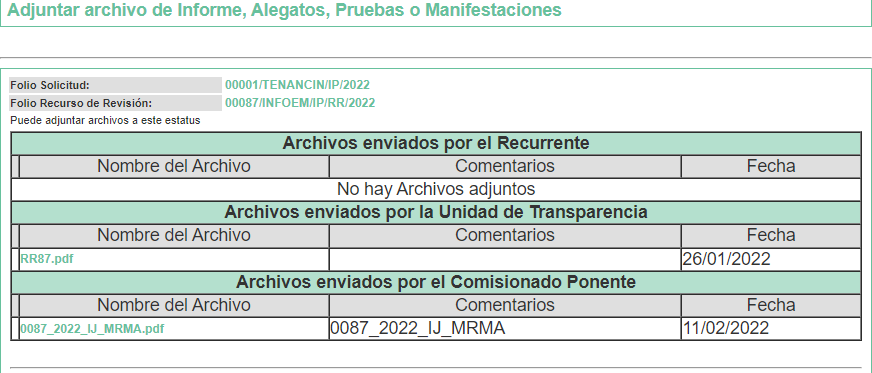 Adjuntar archivo de Informe, Alegatos, Pruebas o Manifestaciones
Folio Solicitud: 00001/TENANCIN/IP/2022
Folio Recurso de Revisión: 00087/INFOEM/IP/RR/2022
Puede adjuntar archivos a este estatus
Archivos enviados por el Recurrente
Nombre del Archivo Comentarios Fecha
No hay Archivos adjuntos
Archivos enviados por la Unidad de Transparencia
Nombre del Archivo Comentarios Fecha
RR87.pdf 26/01/2022
Archivos enviados por el Comisionado Ponente
Nombre del Archivo Comentarios Fecha
0087_2022_IJ_MRMA.pdf 0087_2022_IJ_MRMA 11/02/2022